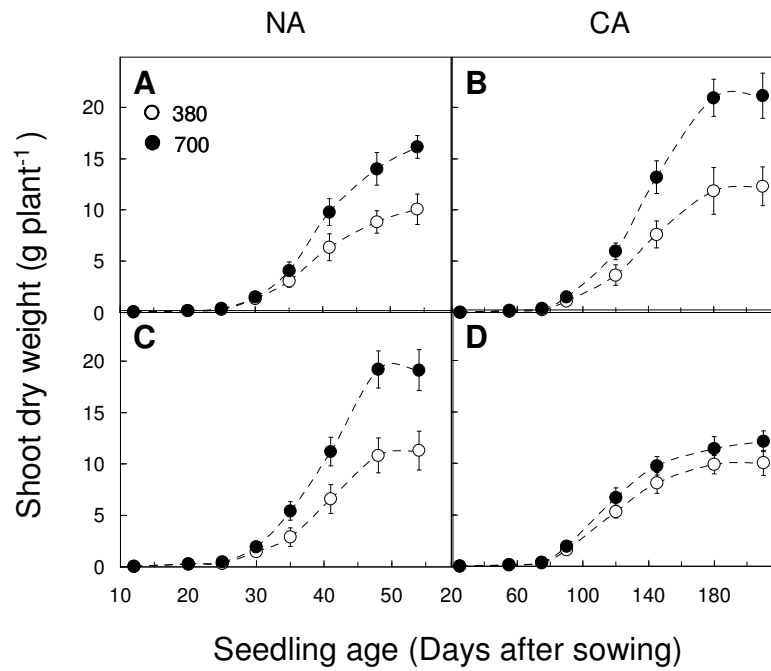 NA CA
A B
380
700
20
15
10
5
0
C D
20
15
10
5
0
10 20 30 40 50 20 60 100 140 180
Shoot dry weight (g plant⁻¹)
Seedling age (Days after sowing)